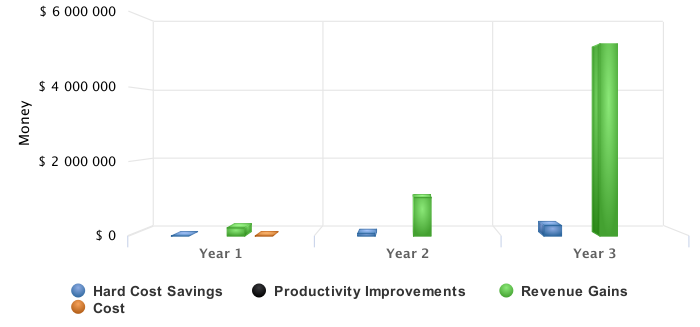 $ 6 000 000
$ 4 000 000
Money
$ 2 000 000
$ 0
Year 1 Year 2 Year 3
Hard Cost Savings Productivity Improvements Revenue Gains
Cost